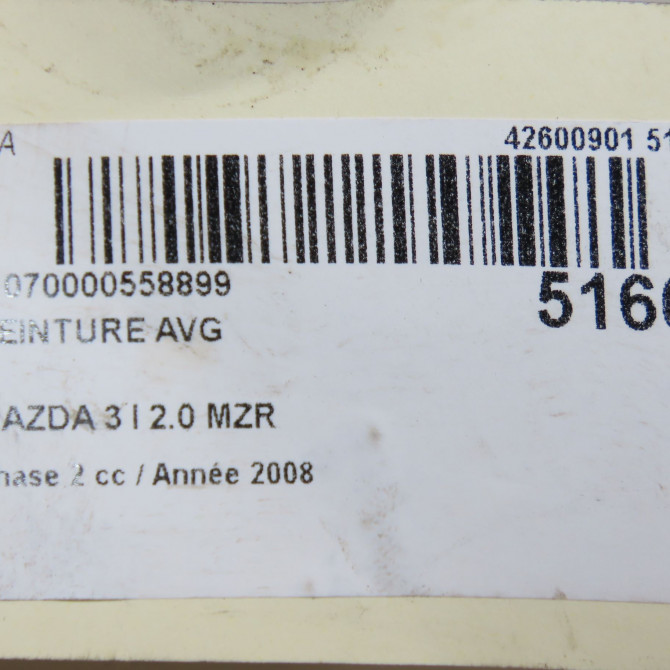 A 42600901 51
070000558899
516
EINTURE AVG
AZDA 3 I 2.0 MZR
hase 2 cc / Année 2008